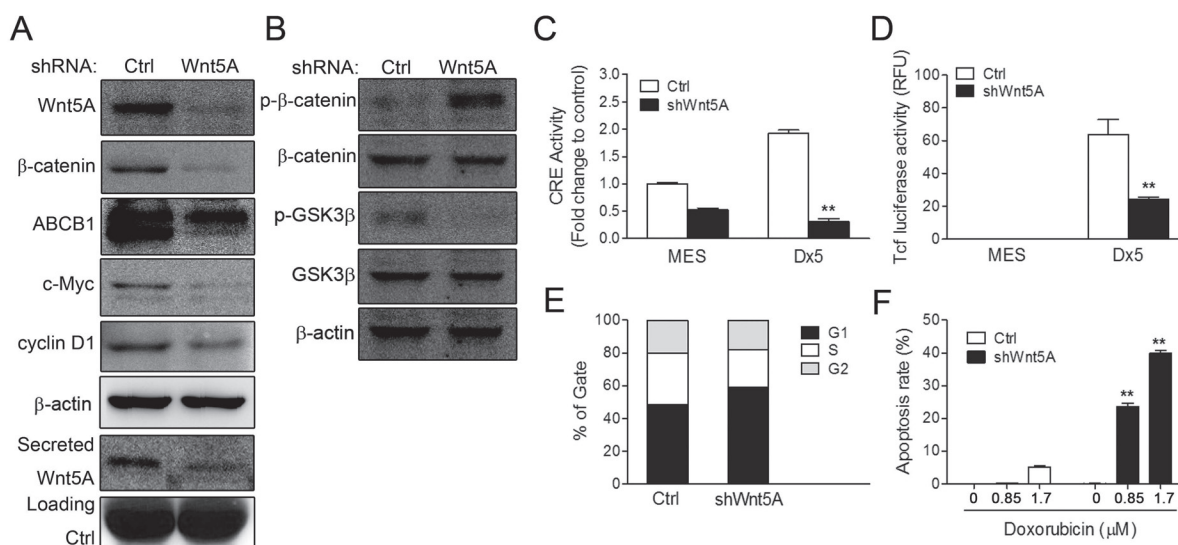 A
shRNA: Ctrl Wnt5A
Wnt5A
β-catenin
ABCB1
c-Myc
cyclin D1
β-actin
Secreted
Wnt5A
Loading
Ctrl
B
shRNA: Ctrl Wnt5A
p-β-catenin
β-catenin
p-GSK3β
GSK3β
β-actin
C
Ctrl
shWnt5A
CRE Activity
(Fold change to control)
3.0
2.5
2.0
1.5
1.0
0.5
0.0
**
MES Dx5
D
Ctrl
shWnt5A
Tcf luciferase activity (RFU)
100
80
60
40
20
0
**
MES Dx5
E
% of Gate
100
80
60
40
20
0
G1
S
G2
Ctrl shWnt5A
F
Ctrl
shWnt5A
Apoptosis rate (%)
50
40
30
20
10
0
** **
0 0.85 1.7 0 0.85 1.7
Doxorubicin (μM)